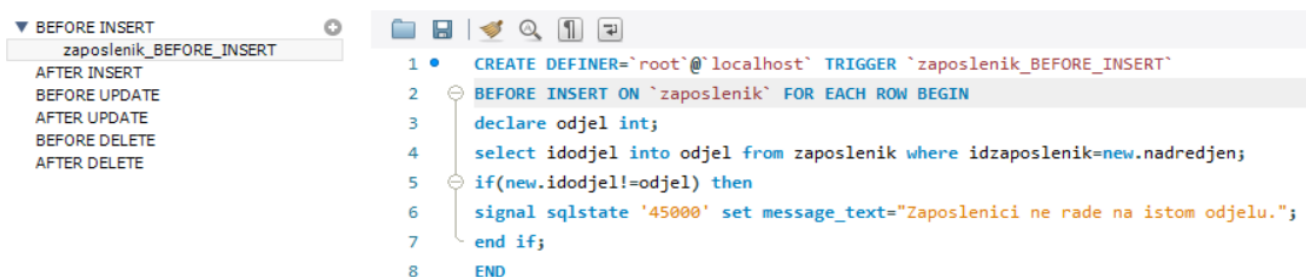 BEFORE INSERT
zaposlenik_BEFORE_INSERT
AFTER INSERT
BEFORE UPDATE
AFTER UPDATE
BEFORE DELETE
AFTER DELETE
1 CREATE DEFINER=`root`@`localhost` TRIGGER `zaposlenik_BEFORE_INSERT`
2 BEFORE INSERT ON `zaposlenik` FOR EACH ROW BEGIN
3 declare odjel int;
4 select idodjel into odjel from zaposlenik where idzaposlenik=new.nadredjen;
5 if(new.idodjel!=odjel) then
6 signal sqlstate '45000' set message_text="Zaposlenici ne rade na istom odjelu.";
7 end if;
8 END